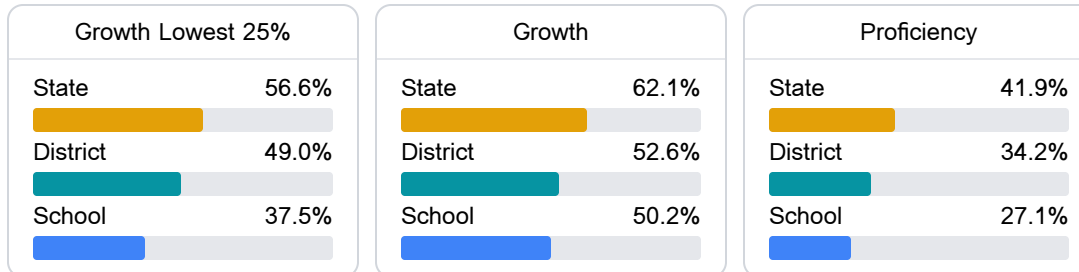 Growth Lowest 25%
State 56.6%
District 49.0%
School 37.5%
Growth
State 62.1%
District 52.6%
School 50.2%
Proficiency
State 41.9%
District 34.2%
School 27.1%